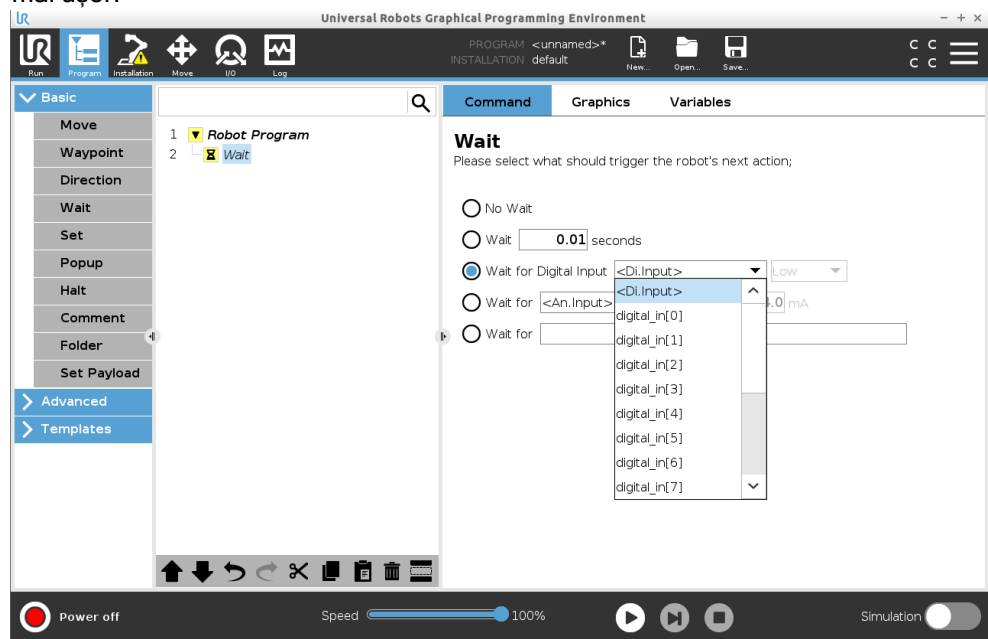 Universal Robots Graphical Programming Environment
PROGRAM <unnamed>*
INSTALLATION default
Run Program Installation Move I/O Log New... Open... Save...
C C
C C
Basic
Move
Waypoint
Direction
Wait
Set
Popup
Halt
Comment
Folder
Set Payload
Advanced
Templates
1 Robot Program
2 Wait
Command Graphics Variables
Wait
Please select what should trigger the robot's next action;
No Wait
Wait 0.01 seconds
Wait for Digital Input <Di.Input> Low
Wait for <An.Input> .0 mA
Wait for
<Di.Input>
digital_in[0]
digital_in[1]
digital_in[2]
digital_in[3]
digital_in[4]
digital_in[5]
digital_in[6]
digital_in[7]
Power off
Speed 100%
Simulation